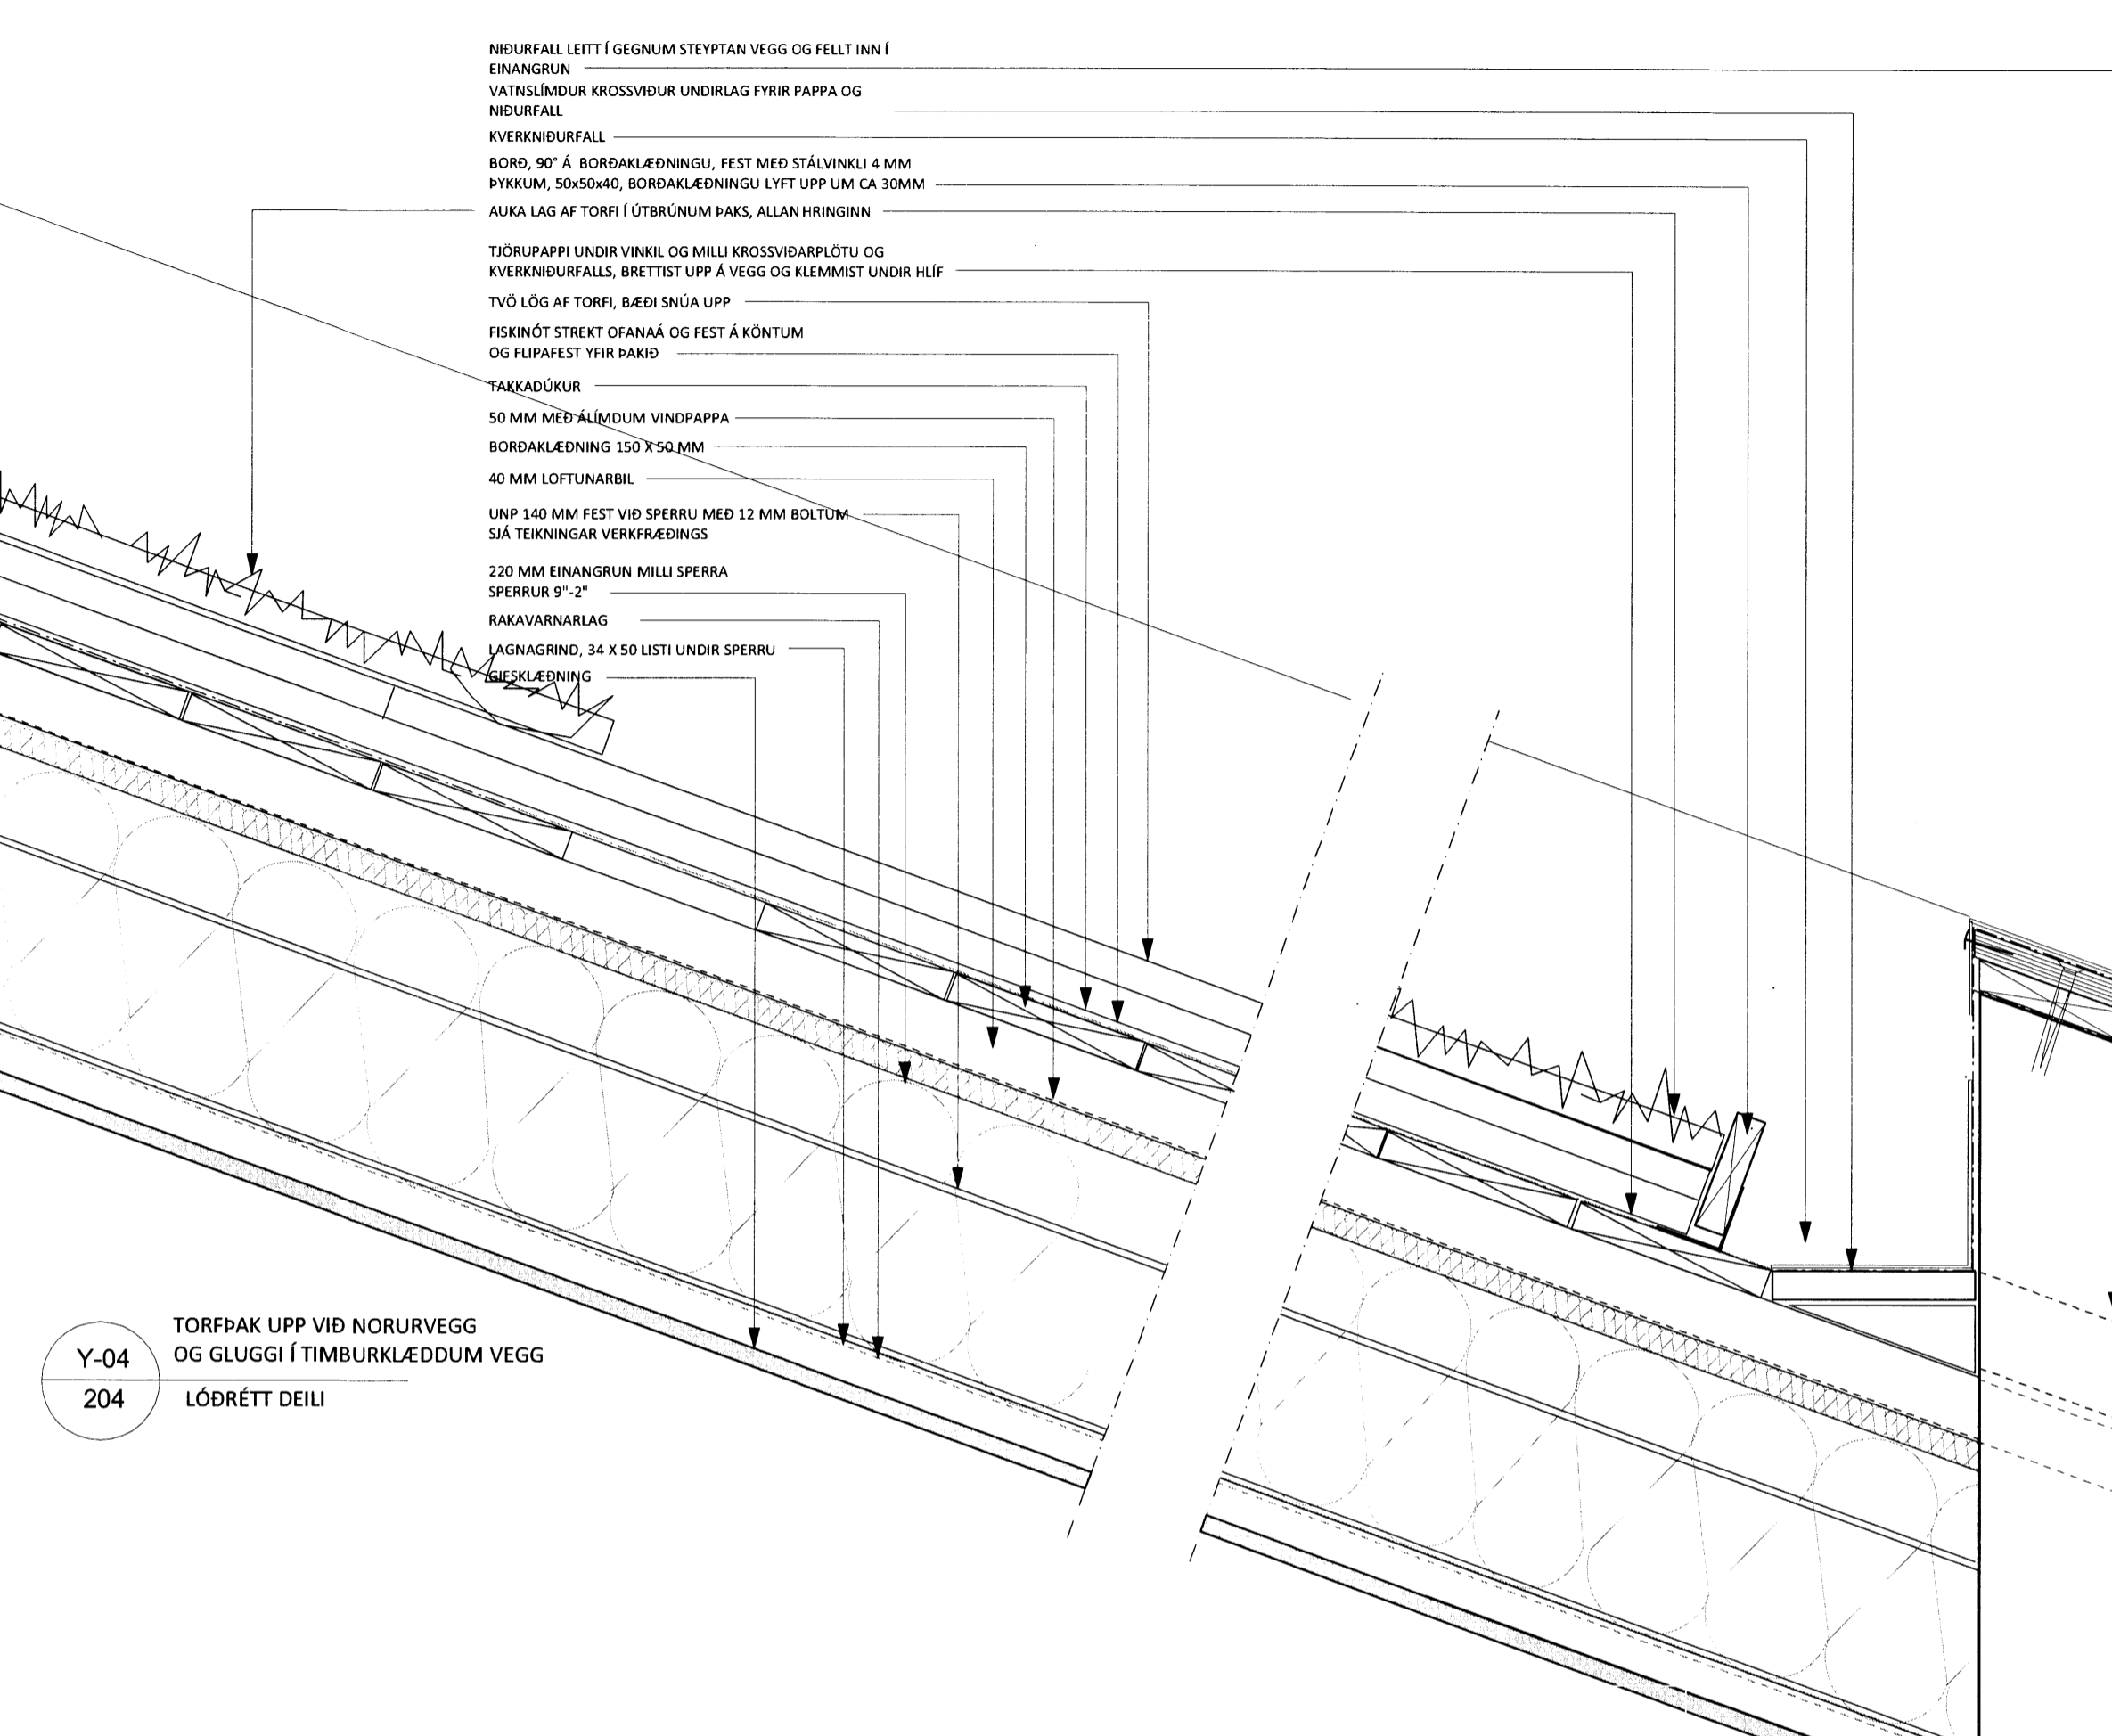 NIÐURFALL LEITT Í GEGNUM STEYPTAN VEGG OG FELLT INN Í
EINANGRUN
VATNSLÍMDUR KROSSVIÐUR UNDIRLAG FYRIR PAPPA OG
NIÐURFALL
KVERKNIÐURFALL
BORÐ, 90° Á BORÐAKLÆÐNINGU, FEST MEÐ STÁLVINKLI 4 MM
ÞYKKUM, 50x50x40, BORÐAKLÆÐNINGU LYFT UPP UM CA 30MM
AUKA LAG AF TORFI Í ÚTBRÚNUM ÞAKS, ALLAN HRINGINN
TJÖRUPAPPI UNDIR VINKIL OG MILLI KROSSVIÐARPLÖTU OG
KVERKNIÐURFALLS, BRETTIST UPP Á VEGG OG KLEMMIST UNDIR HLÍF
TVÖ LÖG AF TORFI, BÆÐI SNÚA UPP
FISKINÓT STREKT OFANAÁ OG FEST Á KÖNTUM
OG FLIPAFEST YFIR ÞAKIÐ
TAKKADÚKUR
50 MM MEÐ ÁLÍMDUM VINDPAPPA
BORÐAKLÆÐNING 150 X 50 MM
40 MM LOFTUNARBIL
UNP 140 MM FEST VIÐ SPERRU MEÐ 12 MM BOLTUM
SJÁ TEIKNINGAR VERKFRÆÐINGS
220 MM EINANGRUN MILLI SPERRA
SPERRUR 9"-2"
RAKAVARNARLAG
LAGNAGRIND, 34 X 50 LISTI UNDIR SPERRU
GIFSKLÆÐNING
Y-04
204
TORFÞAK UPP VIÐ NORURVEGG
OG GLUGGI Í TIMBURKLÆDDUM VEGG
LÓÐRÉTT DEILI